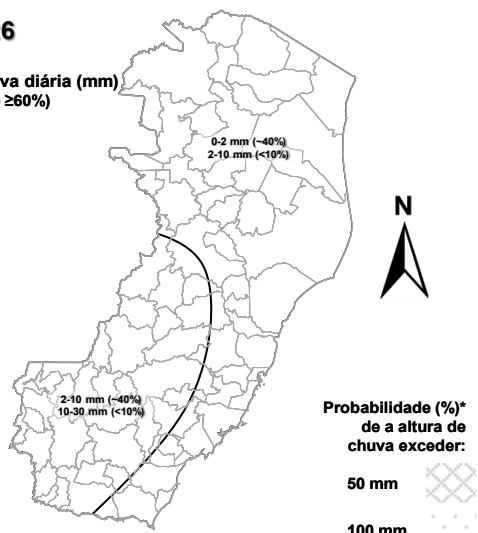 6
va diária (mm)
≥60%)
0-2 mm (~40%)
2-10 mm (<10%)
N
2-10 mm (~40%)
10-30 mm (<10%)
Probabilidade (%)*
de a altura de
chuva exceder:
50 mm
100 mm